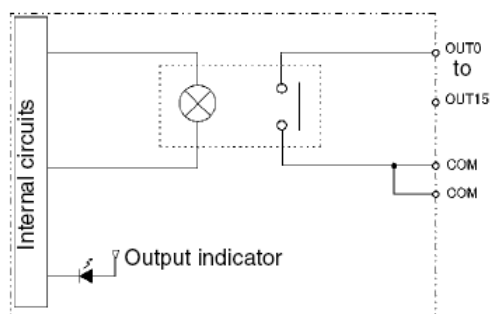 OUT0
to
OUT15
COM
COM
Internal circuits
Output indicator